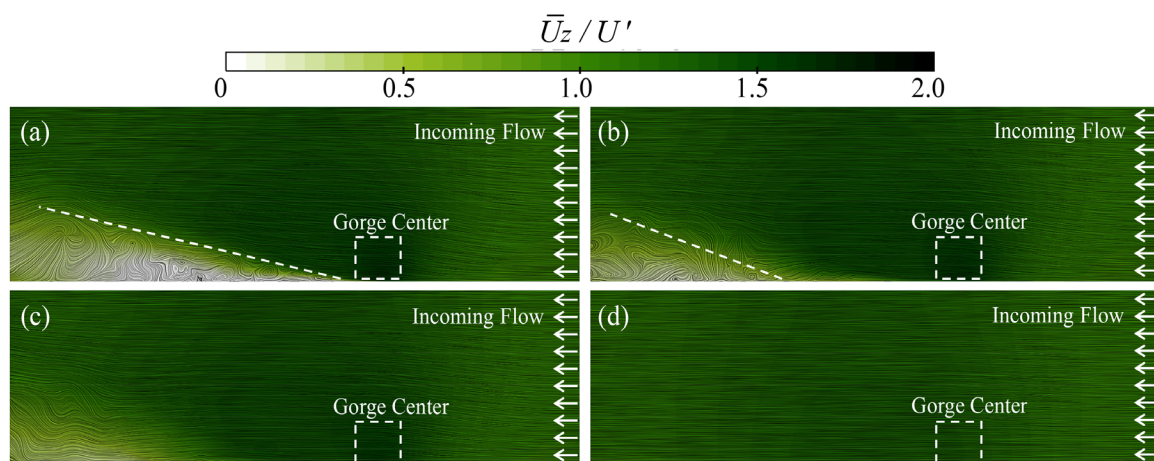 U̅z / U'
0 0.5 1.0 1.5 2.0
(a) Incoming Flow
Gorge Center
(b) Incoming Flow
Gorge Center
(c) Incoming Flow
Gorge Center
(d) Incoming Flow
Gorge Center